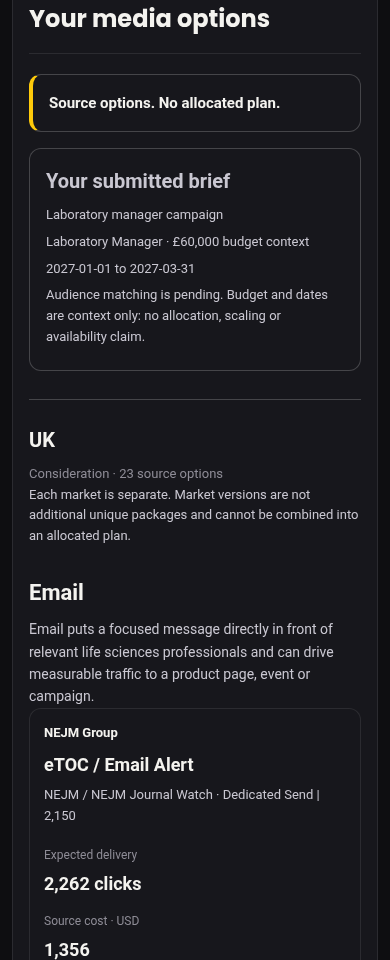 Your media options
Source options. No allocated plan.
Your submitted brief
Laboratory manager campaign
Laboratory Manager · £60,000 budget context
2027-01-01 to 2027-03-31
Audience matching is pending. Budget and dates
are context only: no allocation, scaling or
availability claim.
UK
Consideration · 23 source options
Each market is separate. Market versions are not
additional unique packages and cannot be combined into
an allocated plan.
Email
Email puts a focused message directly in front of
relevant life sciences professionals and can drive
measurable traffic to a product page, event or
campaign.
NEJM Group
eTOC / Email Alert
NEJM / NEJM Journal Watch · Dedicated Send |
2,150
Expected delivery
2,262 clicks
Source cost · USD
1,356